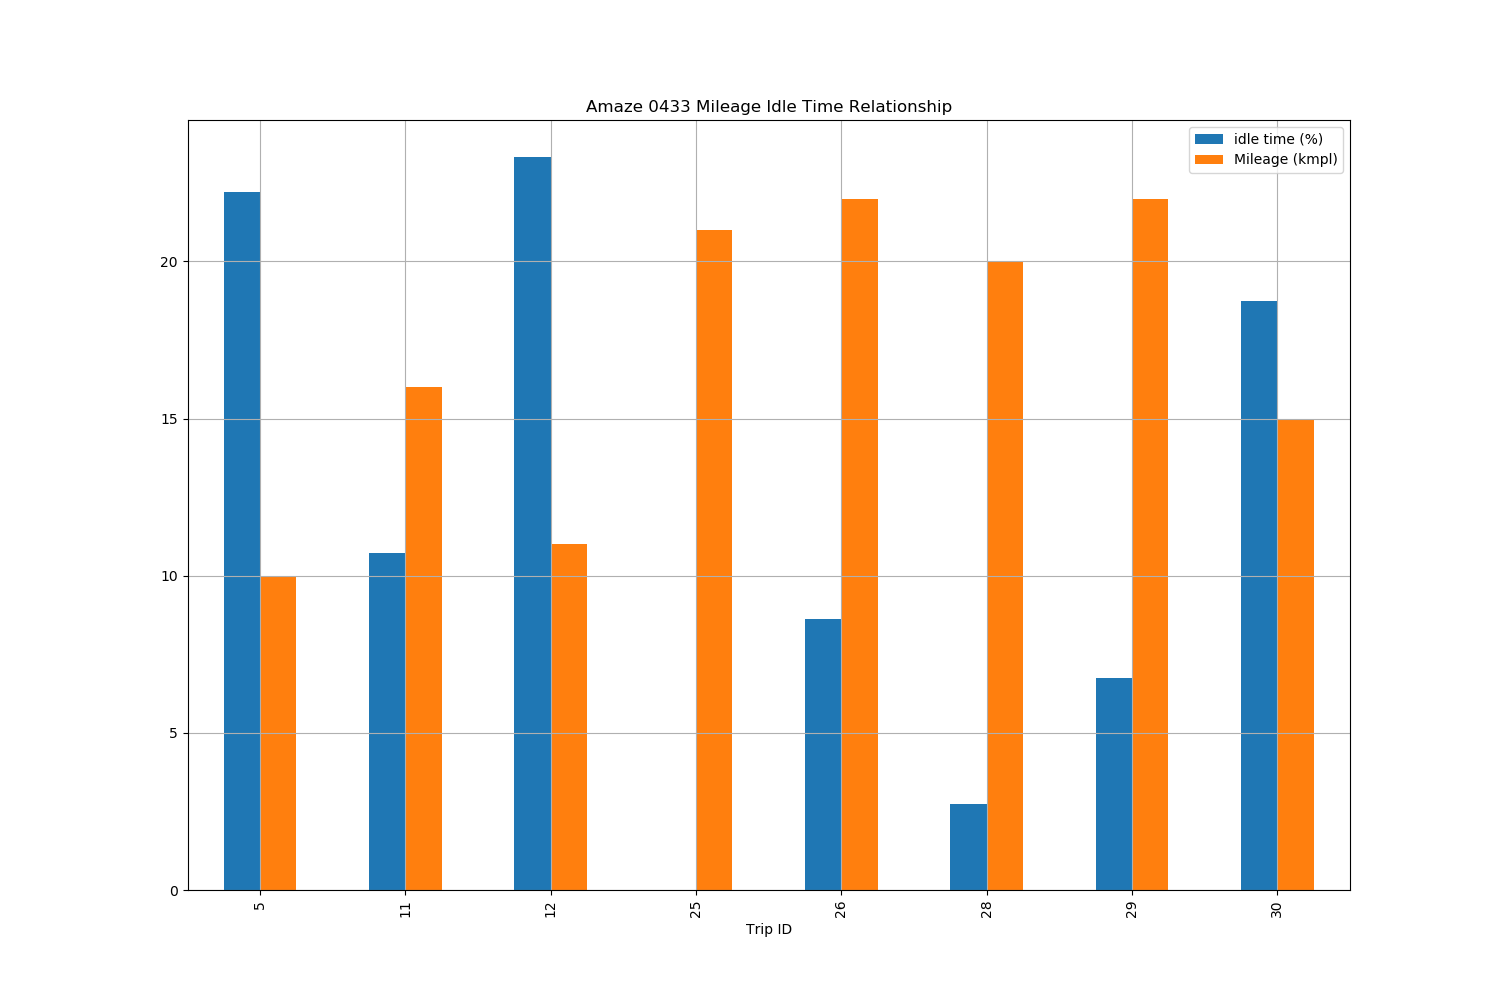 Amaze 0433 Mileage Idle Time Relationship
idle time (%)
Mileage (kmpl)
20
15
10
5
0
5 11 12 25 26 28 29 30
Trip ID